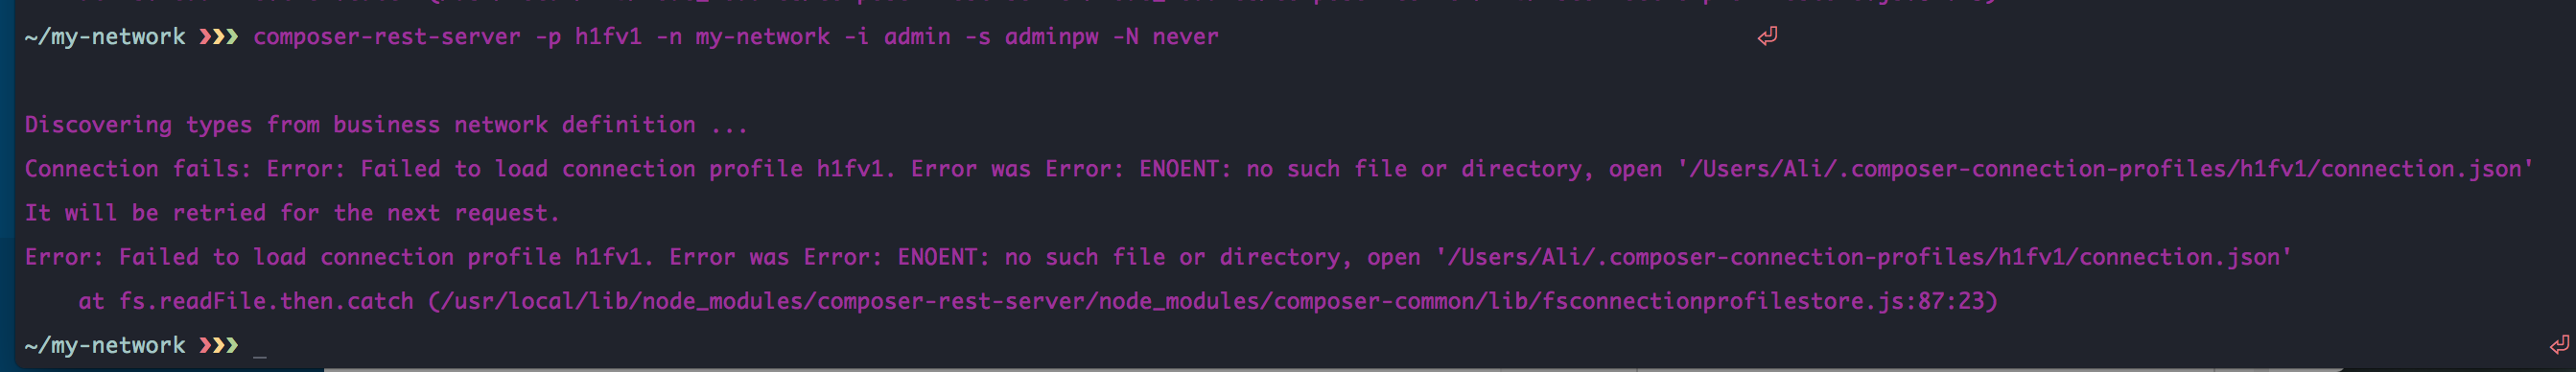 ~/my-network ❯❯❯ composer-rest-server -p h1fv1 -n my-network -i admin -s adminpw -N never ⏎
Discovering types from business network definition ...
Connection fails: Error: Failed to load connection profile h1fv1. Error was Error: ENOENT: no such file or directory, open '/Users/Ali/.composer-connection-profiles/h1fv1/connection.json'
It will be retried for the next request.
Error: Failed to load connection profile h1fv1. Error was Error: ENOENT: no such file or directory, open '/Users/Ali/.composer-connection-profiles/h1fv1/connection.json'
    at fs.readFile.then.catch (/usr/local/lib/node_modules/composer-rest-server/node_modules/composer-common/lib/fsconnectionprofilestore.js:87:23)
~/my-network ❯❯❯ _ ⏎